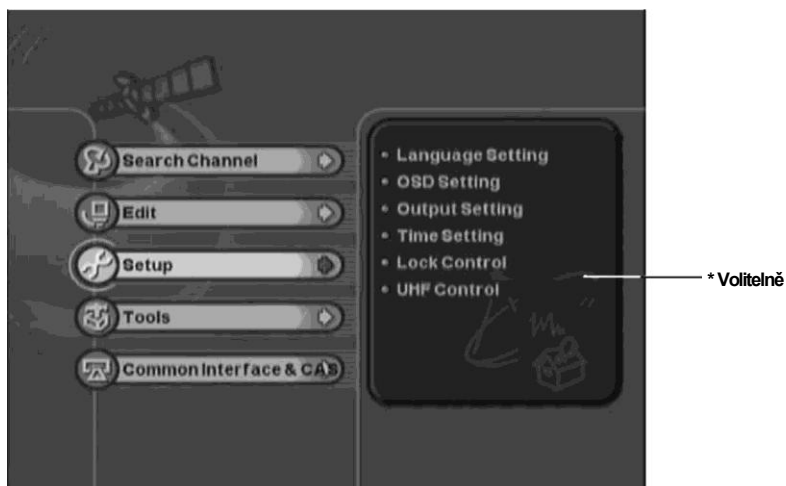 Search Channel
Edit
Setup
Tools
Common Interface & CAS
• Language Setting
• OSD Setting
• Output Setting
• Time Setting
• Lock Control
• UHF Control
* Volitelně